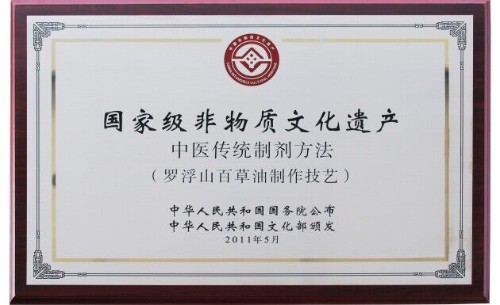 国家级非物质文化遗产
中医传统制剂方法
（罗浮山百草油制作技艺）
中华人民共和国国务院公布
中华人民共和国文化部颁发
2011年5月